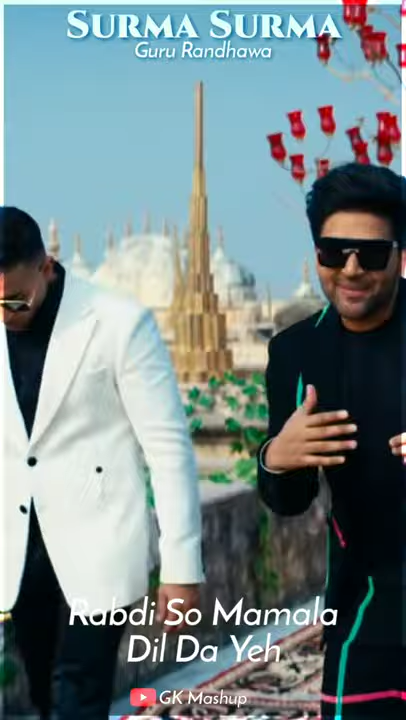 SURMA SURMA
Guru Randhawa
Rabdi So Mamala
Dil Da Yeh
GK Mashup